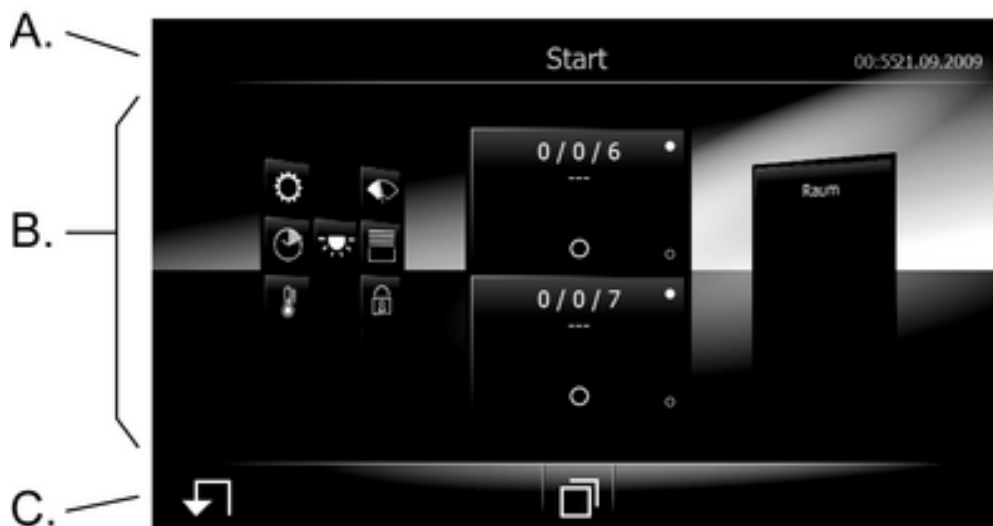 A.
Start
00:5521.09.2009
B.
0 / 0 / 6
---
Raum
0 / 0 / 7
---
C.